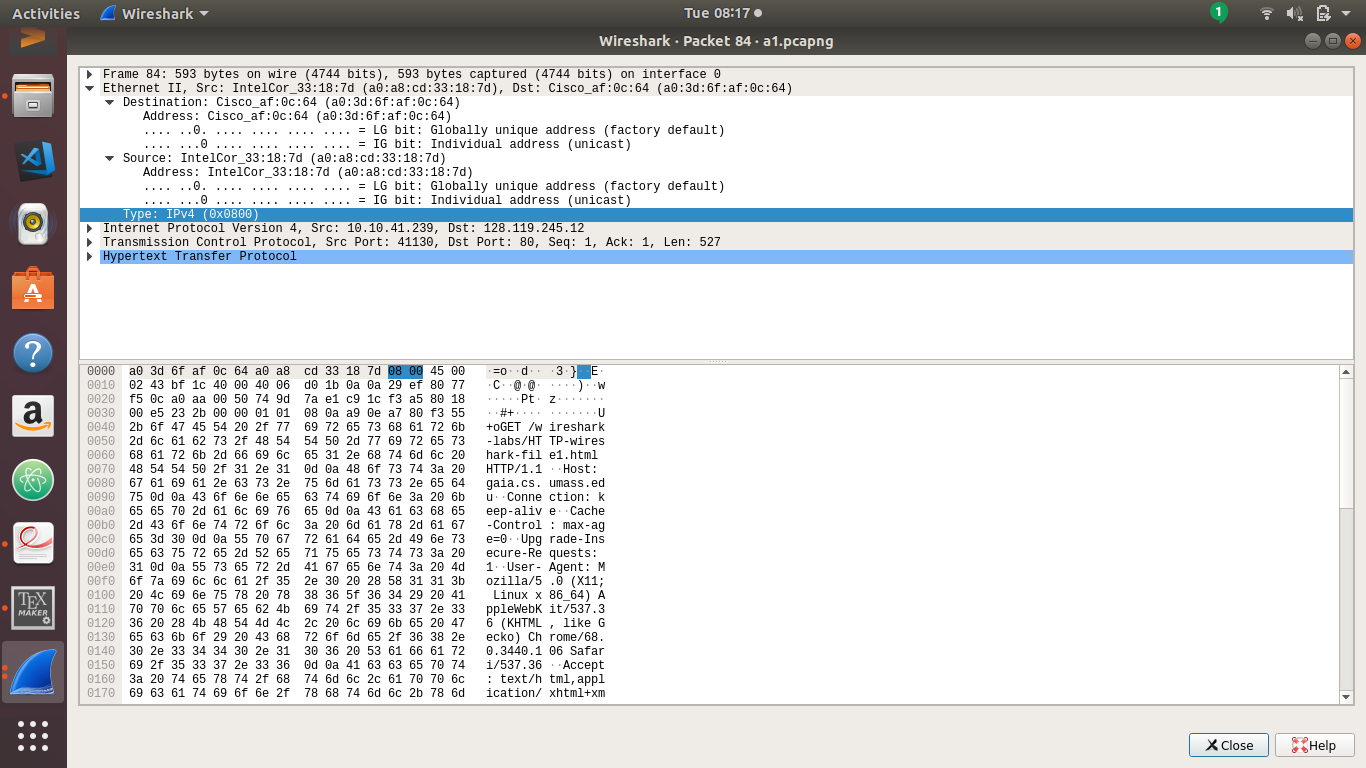 Activities Wireshark Tue 08:17 1
Wireshark · Packet 84 · a1.pcapng
Frame 84: 593 bytes on wire (4744 bits), 593 bytes captured (4744 bits) on interface 0
Ethernet II, Src: IntelCor_33:18:7d (a0:a8:cd:33:18:7d), Dst: Cisco_af:0c:64 (a0:3d:6f:af:0c:64)
Destination: Cisco_af:0c:64 (a0:3d:6f:af:0c:64)
Address: Cisco_af:0c:64 (a0:3d:6f:af:0c:64)
.... ..0. .... .... .... .... = LG bit: Globally unique address (factory default)
.... ...0 .... .... .... .... = IG bit: Individual address (unicast)
Source: IntelCor_33:18:7d (a0:a8:cd:33:18:7d)
Address: IntelCor_33:18:7d (a0:a8:cd:33:18:7d)
.... ..0. .... .... .... .... = LG bit: Globally unique address (factory default)
.... ...0 .... .... .... .... = IG bit: Individual address (unicast)
Type: IPv4 (0x0800)
Internet Protocol Version 4, Src: 10.10.41.239, Dst: 128.119.245.12
Transmission Control Protocol, Src Port: 41130, Dst Port: 80, Seq: 1, Ack: 1, Len: 527
Hypertext Transfer Protocol
0000 a0 3d 6f af 0c 64 a0 a8 cd 33 18 7d 08 00 45 00 ·=o··d·· ·3·}··E·
0010 02 43 bf 1c 40 00 40 06 d0 1b 0a 0a 29 ef 80 77 ·C··@·@· ····)··w
0020 f5 0c a0 aa 00 50 74 9d 7a e1 c9 1c f3 a5 80 18 ·····Pt· z·······
0030 00 e5 23 2b 00 00 01 01 08 0a a9 0e a7 80 f3 55 ··#+···· ·······U
0040 2b 6f 47 45 54 20 2f 77 69 72 65 73 68 61 72 6b +oGET /w ireshark
0050 2d 6c 61 62 73 2f 48 54 54 50 2d 77 69 72 65 73 -labs/HT TP-wires
0060 68 61 72 6b 2d 66 69 6c 65 31 2e 68 74 6d 6c 20 hark-fil e1.html
0070 48 54 54 50 2f 31 2e 31 0d 0a 48 6f 73 74 3a 20 HTTP/1.1 ··Host:
0080 67 61 69 61 2e 63 73 2e 75 6d 61 73 73 2e 65 64 gaia.cs. umass.ed
0090 75 0d 0a 43 6f 6e 6e 65 63 74 69 6f 6e 3a 20 6b u··Conne ction: k
00a0 65 65 70 2d 61 6c 69 76 65 0d 0a 43 61 63 68 65 eep-aliv e··Cache
00b0 2d 43 6f 6e 74 72 6f 6c 3a 20 6d 61 78 2d 61 67 -Control : max-ag
00c0 65 3d 30 0d 0a 55 70 67 72 61 64 65 2d 49 6e 73 e=0··Upg rade-Ins
00d0 65 63 75 72 65 2d 52 65 71 75 65 73 74 73 3a 20 ecure-Re quests:
00e0 31 0d 0a 55 73 65 72 2d 41 67 65 6e 74 3a 20 4d 1··User- Agent: M
00f0 6f 7a 69 6c 6c 61 2f 35 2e 30 20 28 58 31 31 3b ozilla/5 .0 (X11;
0100 20 4c 69 6e 75 78 20 78 38 36 5f 36 34 29 20 41 Linux x 86_64) A
0110 70 70 6c 65 57 65 62 4b 69 74 2f 35 33 37 2e 33 ppleWebK it/537.3
0120 36 20 28 4b 48 54 4d 4c 2c 20 6c 69 6b 65 20 47 6 (KHTML , like G
0130 65 63 6b 6f 29 20 43 68 72 6f 6d 65 2f 36 38 2e ecko) Ch rome/68.
0140 30 2e 33 34 34 30 2e 31 30 36 20 53 61 66 61 72 0.3440.1 06 Safar
0150 69 2f 35 33 37 2e 33 36 0d 0a 41 63 63 65 70 74 i/537.36 ··Accept
0160 3a 20 74 65 78 74 2f 68 74 6d 6c 2c 61 70 70 6c : text/h tml,appl
0170 69 63 61 74 69 6f 6e 2f 78 68 74 6d 6c 2b 78 6d ication/ xhtml+xm
TEX
MAKER
Close Help